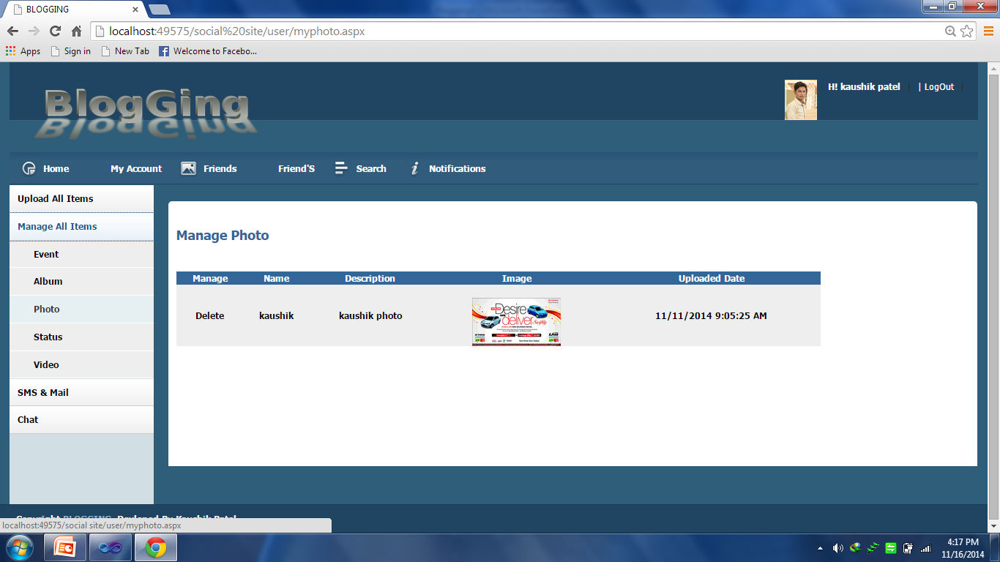 BLOGGING
localhost:49575/social%20site/user/myphoto.aspx
Apps Sign in New Tab Welcome to Facebo...
BlogGing
H! kaushik patel | | LogOut |
Home My Account Friends Friend'S Search Notifications
Upload All Items
Manage All Items
Event
Album
Photo
Status
Video
SMS & Mail
Chat
Manage Photo
Manage Name Description Image Uploaded Date
Delete kaushik kaushik photo 11/11/2014 9:05:25 AM
Desire
we
deliver Swiftly
localhost:49575/social site/user/myphoto.aspx
4:17 PM
11/16/2014